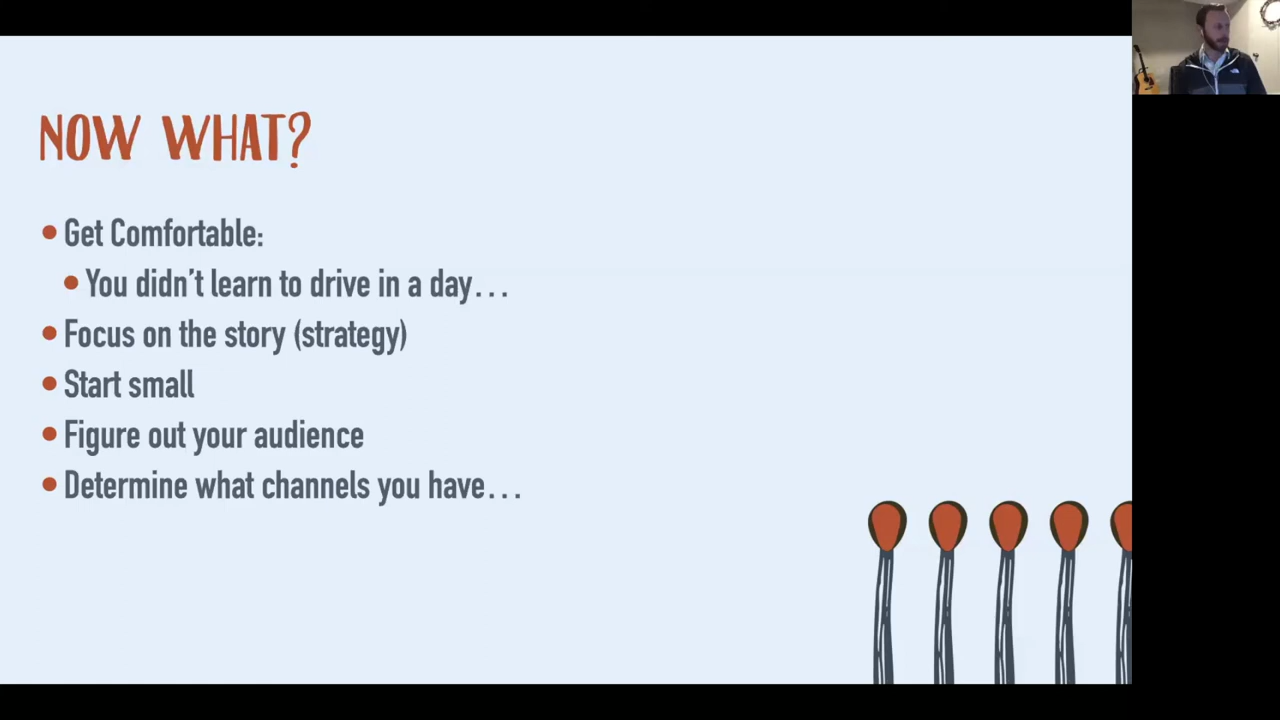 NOW WHAT?
• Get Comfortable:
• You didn’t learn to drive in a day…
• Focus on the story (strategy)
• Start small
• Figure out your audience
• Determine what channels you have…